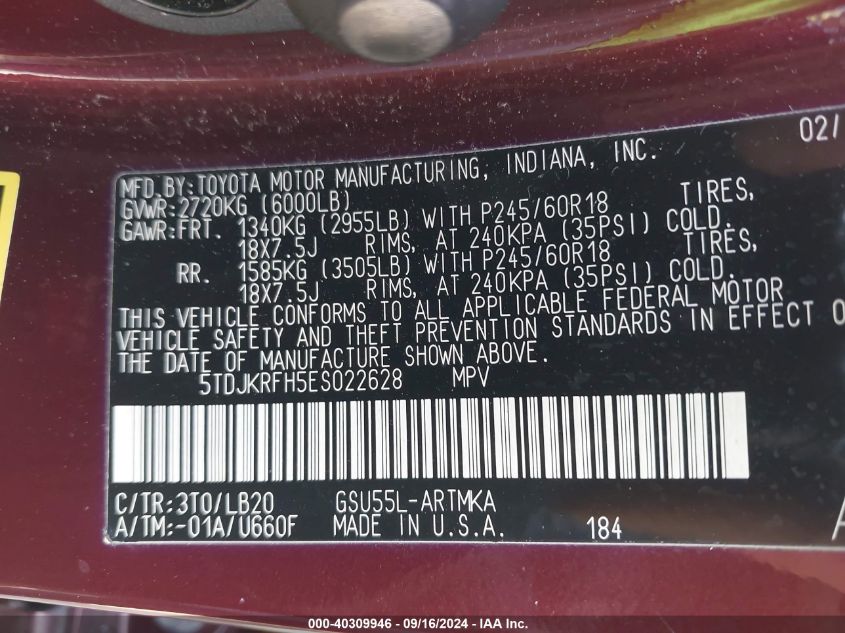 02/
MFD.BY:TOYOTA MOTOR MANUFACTURING, INDIANA, INC.
GVWR:2720KG (6000LB)
GAWR:FRT. 1340KG (2955LB) WITH P245/60R18 TIRES,
18X7.5J RIMS, AT 240KPA (35PSI) COLD.
RR. 1585KG (3505LB) WITH P245/60R18 TIRES,
18X7.5J RIMS, AT 240KPA (35PSI) COLD.
THIS VEHICLE CONFORMS TO ALL APPLICABLE FEDERAL MOTOR
VEHICLE SAFETY AND THEFT PREVENTION STANDARDS IN EFFECT O
THE DATE OF MANUFACTURE SHOWN ABOVE.
5TDJKRFH5ES022628 MPV
C/TR:3T0/LB20 GSU55L-ARTMKA
A/TM:-01A/U660F MADE IN U.S.A. 184
000-40309946 - 09/16/2024 - IAA Inc.